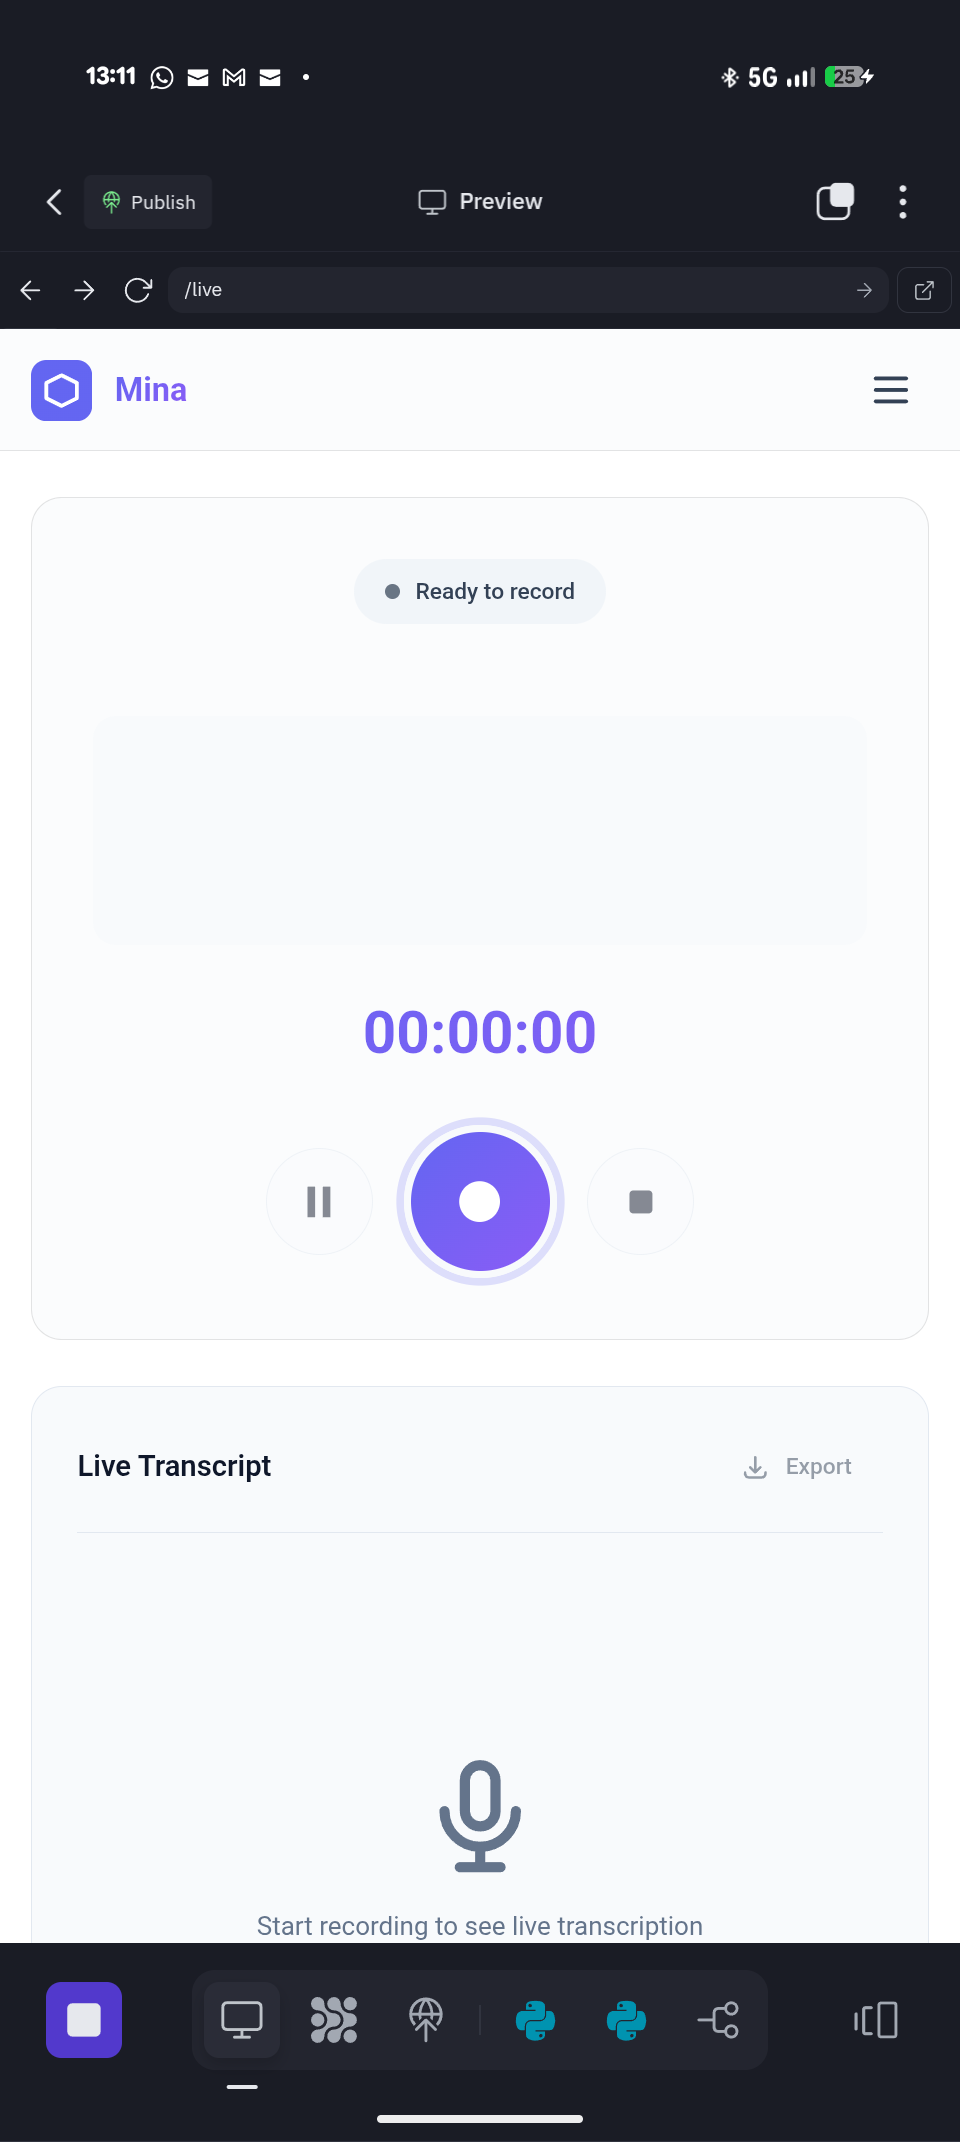 13:11
5G
25
Publish
Preview
/live
Mina
Ready to record
00:00:00
Live Transcript
Export
Start recording to see live transcription